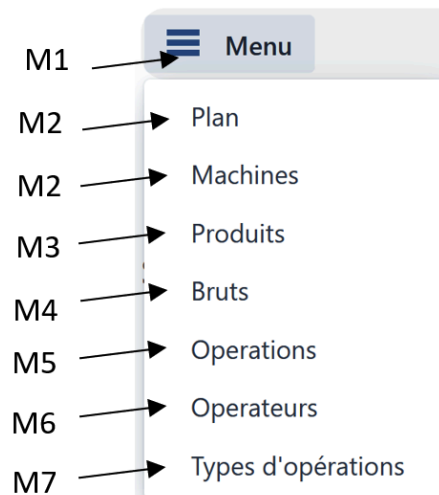 M1 Menu
M2 Plan
M2 Machines
M3 Produits
M4 Bruts
M5 Operations
M6 Operateurs
M7 Types d'opérations